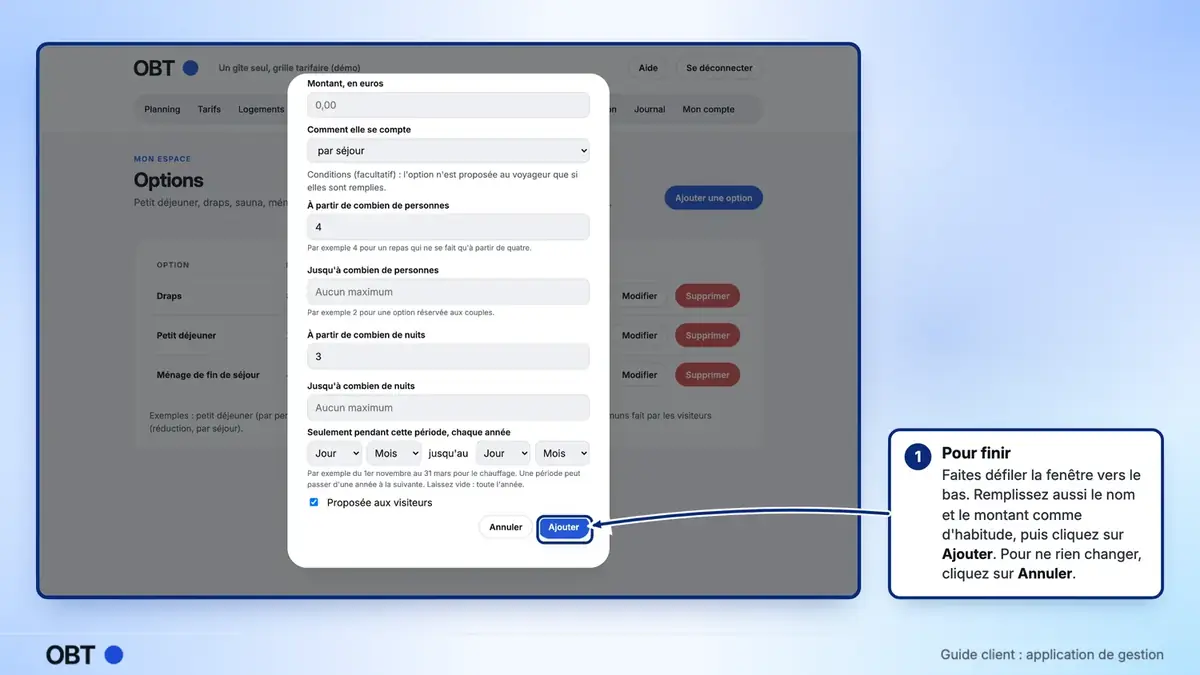 OBT
Un gîte seul, grille tarifaire (démo)
Aide
Se déconnecter
Planning
Tarifs
Logements
Journal
Mon compte
MON ESPACE
Options
Petit déjeuner, draps, sauna,
Ajouter une option
OPTION
Draps
Modifier
Supprimer
Petit déjeuner
Modifier
Supprimer
Ménage de fin de séjour
Modifier
Supprimer
Exemples : petit déjeuner (par
fait par les visiteurs
(réduction, par séjour).
Montant, en euros
0,00
Comment elle se compte
par séjour
Conditions (facultatif) : l'option n'est proposée au voyageur que si
elles sont remplies.
À partir de combien de personnes
4
Par exemple 4 pour un repas qui ne se fait qu'à partir de quatre.
Jusqu'à combien de personnes
Aucun maximum
Par exemple 2 pour une option réservée aux couples.
À partir de combien de nuits
3
Jusqu'à combien de nuits
Aucun maximum
Seulement pendant cette période, chaque année
Jour Mois jusqu'au Jour Mois
Par exemple du 1er novembre au 31 mars pour le chauffage. Une période peut
passer d'une année à la suivante. Laissez vide : toute l'année.
Proposée aux visiteurs
Annuler
Ajouter
1
Pour finir
Faites défiler la fenêtre vers le
bas. Remplissez aussi le nom
et le montant comme
d'habitude, puis cliquez sur
Ajouter. Pour ne rien changer,
cliquez sur Annuler.
OBT
Guide client : application de gestion